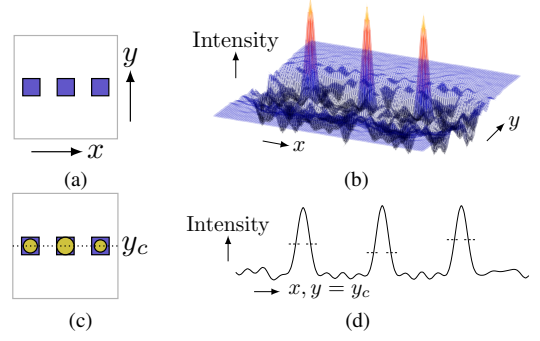 y
x
(a)
Intensity
x
y
(b)
y_c
(c)
Intensity
x, y = y_c
(d)